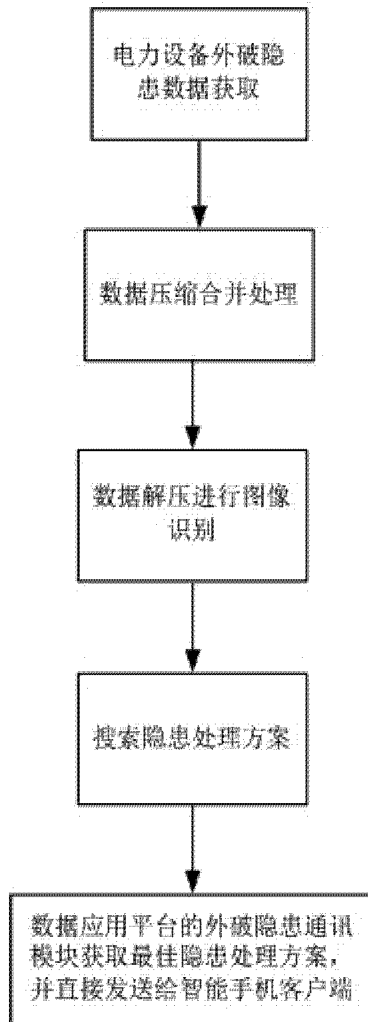 电力设备外破隐
患数据获取
数据压缩合并处理
数据解压进行图像
识别
搜索隐患处理方案
数据应用平台的外破隐患通讯
模块获取最佳隐患处理方案，
并直接发送给智能手机客户端